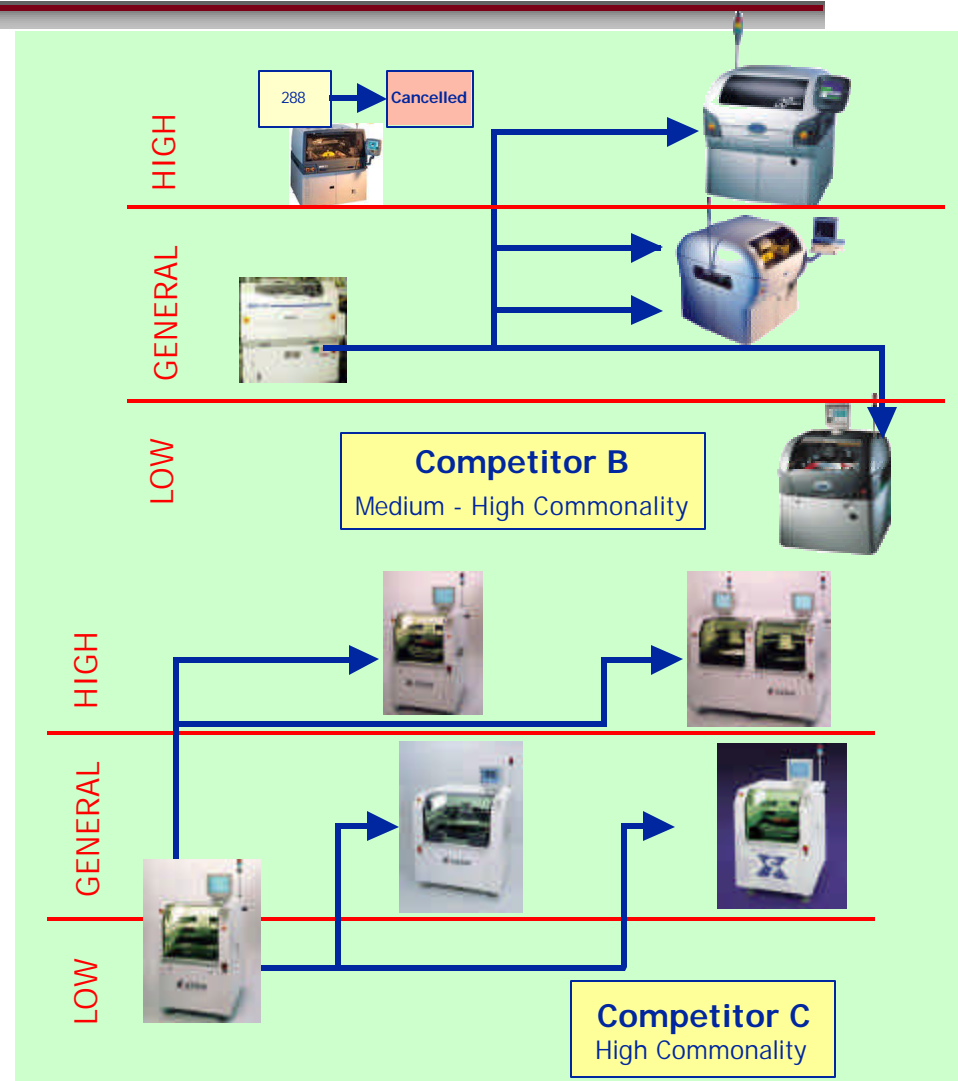 288
Cancelled
HIGH
GENERAL
LOW
Competitor B
Medium - High Commonality
HIGH
GENERAL
LOW
Competitor C
High Commonality